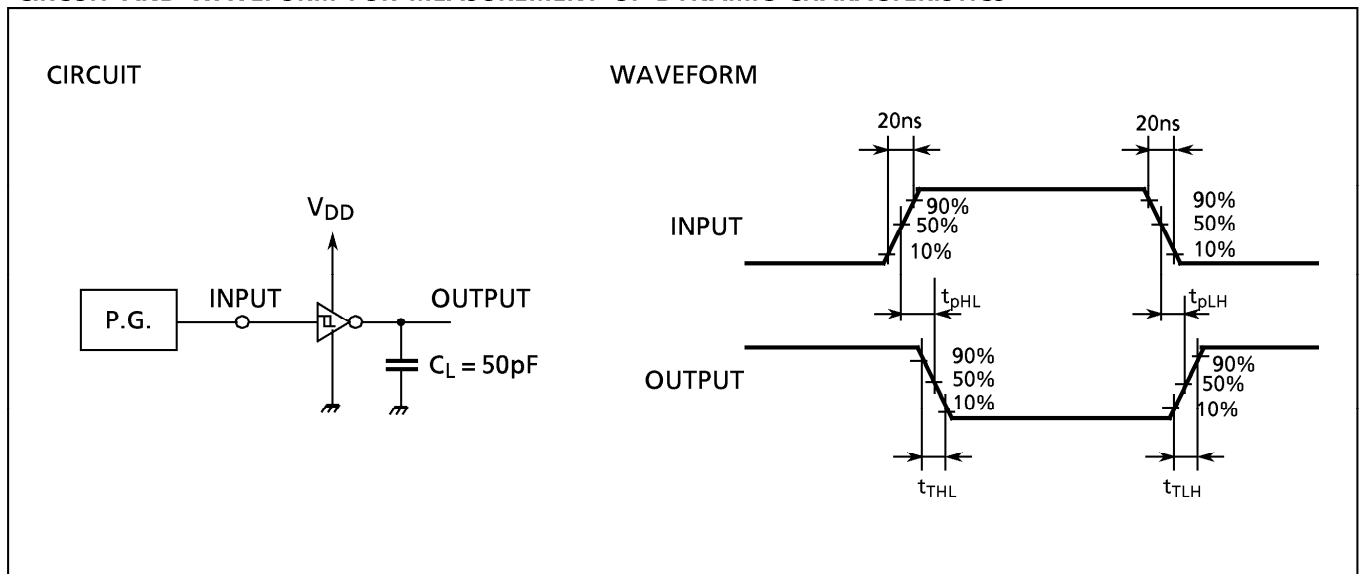 CIRCUIT AND WAVEFORM FOR MEASUREMENT OF DYNAMIC CHARACTERISTICS
CIRCUIT
WAVEFORM
20ns
20ns
VDD
INPUT
90%
50%
10%
90%
50%
10%
P.G.
INPUT
OUTPUT
CL = 50pF
tpHL
tpLH
OUTPUT
90%
50%
10%
90%
50%
10%
tTHL
tTLH